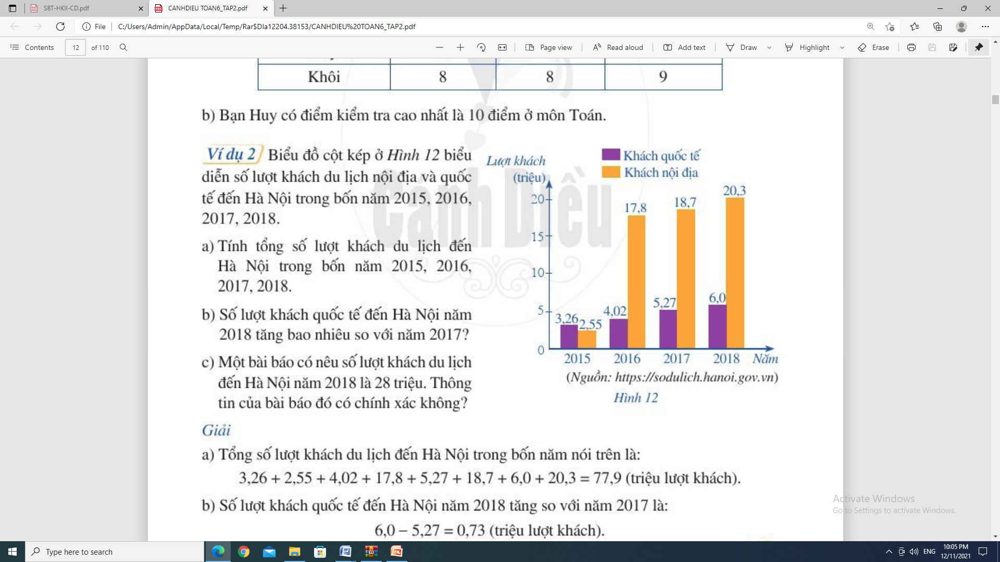 SBT-HKII-CD.pdf
CANHDIEU TOAN6_TAP2.pdf
File
C:/Users/Admin/AppData/Local/Temp/Rar$DIa12204.38153/CANHDIEU%20TOAN6_TAP2.pdf
Contents
12
of 110
Page view
Read aloud
Add text
Draw
Highlight
Erase
Khôi 8 8 9
b) Bạn Huy có điểm kiểm tra cao nhất là 10 điểm ở môn Toán.
Ví dụ 2 Biểu đồ cột kép ở Hình 12 biểu
diễn số lượt khách du lịch nội địa và quốc
tế đến Hà Nội trong bốn năm 2015, 2016,
2017, 2018.
a) Tính tổng số lượt khách du lịch đến
Hà Nội trong bốn năm 2015, 2016,
2017, 2018.
b) Số lượt khách quốc tế đến Hà Nội năm
2018 tăng bao nhiêu so với năm 2017?
c) Một bài báo có nêu số lượt khách du lịch
đến Hà Nội năm 2018 là 28 triệu. Thông
tin của bài báo đó có chính xác không?
Lượt khách
(triệu)
Khách quốc tế
Khách nội địa
20
15
10
5
0
3,26
2,55
4,02
17,8
5,27
18,7
6,0
20,3
2015 2016 2017 2018 Năm
(Nguồn: https://sodulich.hanoi.gov.vn)
Hình 12
Cánh Diều
Giải
a) Tổng số lượt khách du lịch đến Hà Nội trong bốn năm nói trên là:
3,26 + 2,55 + 4,02 + 17,8 + 5,27 + 18,7 + 6,0 + 20,3 = 77,9 (triệu lượt khách).
b) Số lượt khách quốc tế đến Hà Nội năm 2018 tăng so với năm 2017 là:
6,0 – 5,27 = 0,73 (triệu lượt khách).
Activate Windows
Go to Settings to activate Windows.
Type here to search
ENG
10:05 PM
12/11/2021